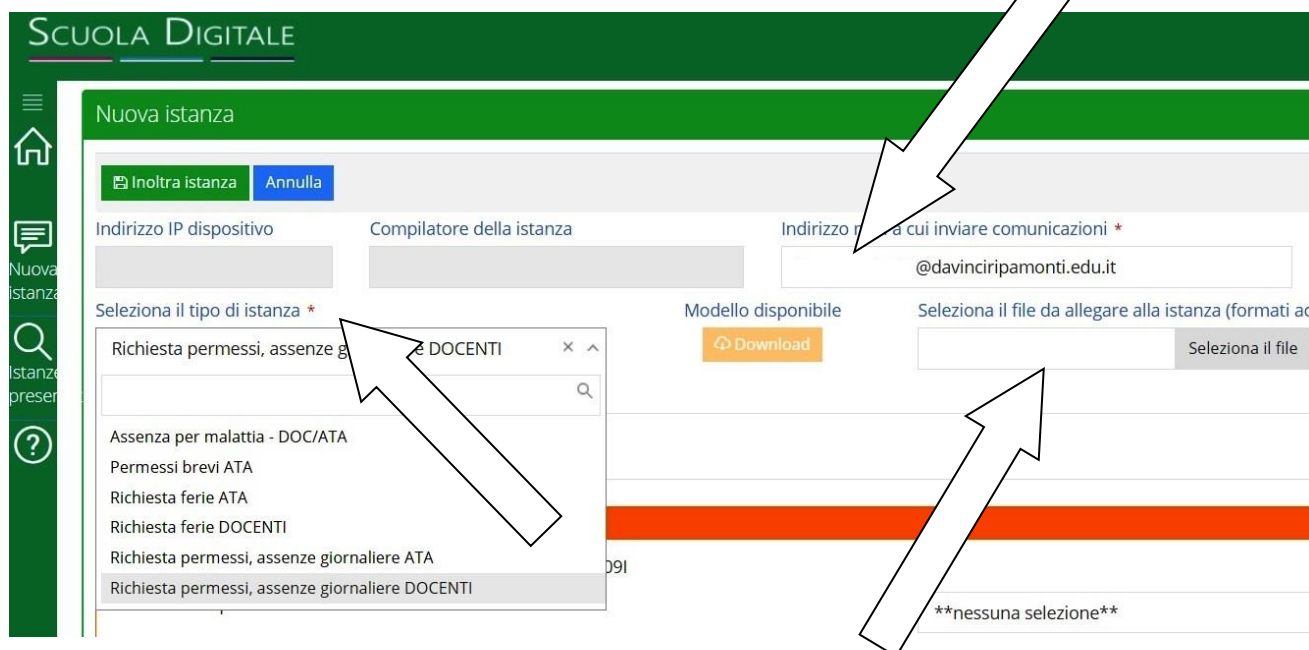 SCUOLA DIGITALE
Nuova istanza
Inoltra istanza Annulla
Indirizzo IP dispositivo Compilatore della istanza Indirizzo a cui inviare comunicazioni *
@davinciripamonti.edu.it
Nuova
istanza
Seleziona il tipo di istanza * Modello disponibile Seleziona il file da allegare alla istanza (formati
Richiesta permessi, assenze DOCENTI Download Seleziona il file
Assenza per malattia - DOC/ATA
Permessi brevi ATA
Richiesta ferie ATA
Richiesta ferie DOCENTI
Richiesta permessi, assenze giornaliere ATA
Richiesta permessi, assenze giornaliere DOCENTI
**nessuna selezione**